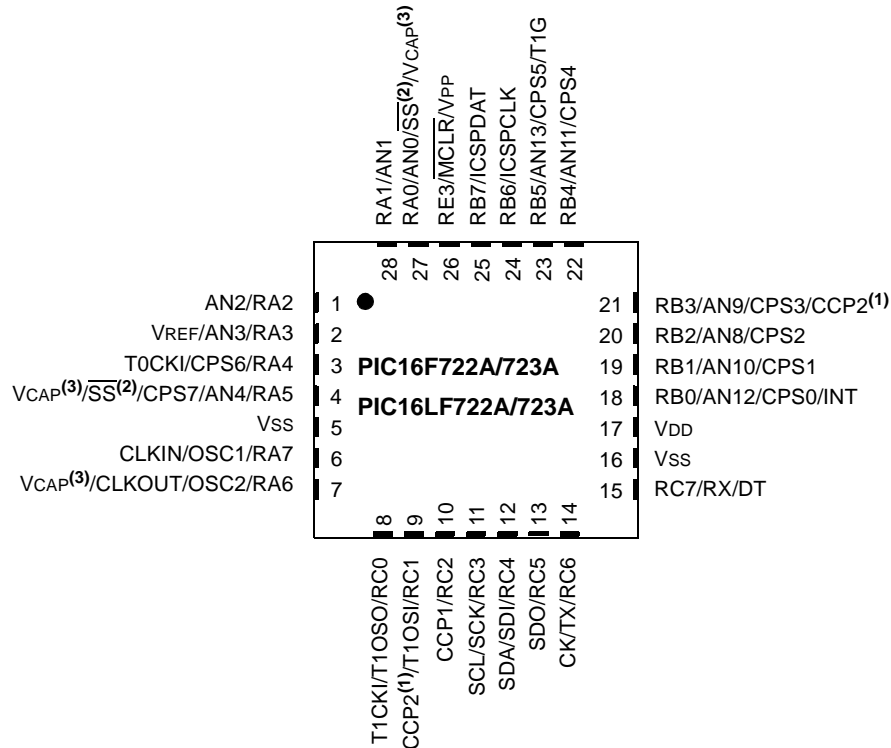 RA1/AN1
RA0/AN0/SS(2)/VCAP(3)
RE3/MCLR/VPP
RB7/ICSPDAT
RB6/ICSPCLK
RB5/AN13/CPS5/T1G
RB4/AN11/CPS4
28
27
26
25
24
23
22
AN2/RA2
1
VREF/AN3/RA3
2
T0CKI/CPS6/RA4
3
VCAP(3)/SS(2)/CPS7/AN4/RA5
4
VSS
5
CLKIN/OSC1/RA7
6
VCAP(3)/CLKOUT/OSC2/RA6
7
PIC16F722A/723A
PIC16LF722A/723A
21
RB3/AN9/CPS3/CCP2(1)
20
RB2/AN8/CPS2
19
RB1/AN10/CPS1
18
RB0/AN12/CPS0/INT
17
VDD
16
VSS
15
RC7/RX/DT
8
9
10
11
12
13
14
T1CKI/T1OSO/RC0
CCP2(1)/T1OSI/RC1
CCP1/RC2
SCL/SCK/RC3
SDA/SDI/RC4
SDO/RC5
CK/TX/RC6